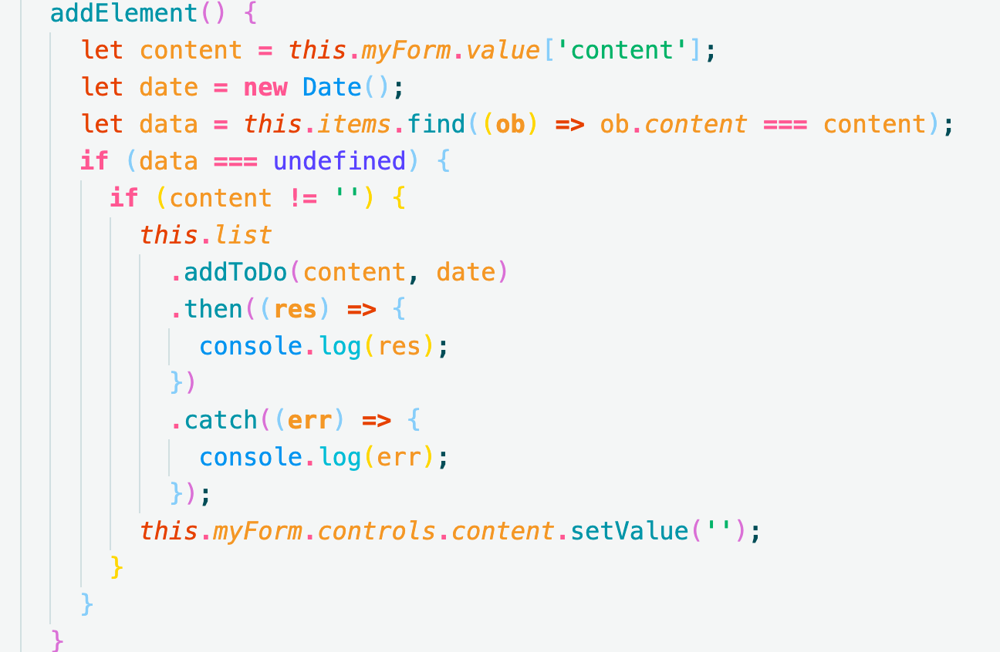 addElement() {
let content = this.myForm.value['content'];
let date = new Date();
let data = this.items.find((ob) => ob.content === content);
if (data === undefined) {
if (content != '') {
this.list
.addToDo(content, date)
.then((res) => {
console.log(res);
})
.catch((err) => {
console.log(err);
});
this.myForm.controls.content.setValue('');
}
}
}